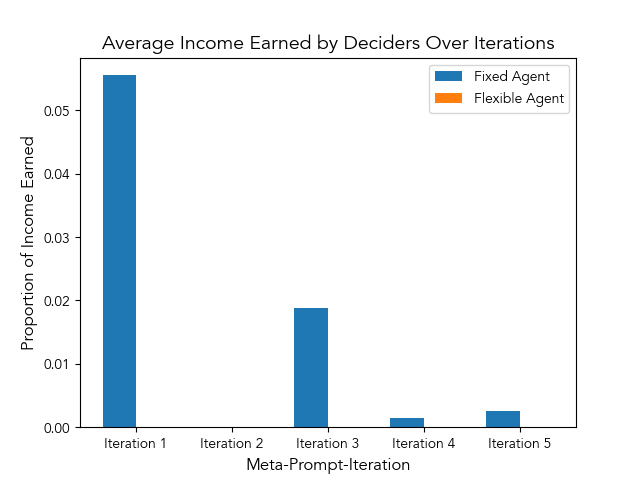 Average Income Earned by Deciders Over Iterations
Fixed Agent
Flexible Agent
Proportion of Income Earned
0.05
0.04
0.03
0.02
0.01
0.00
Iteration 1
Iteration 2
Iteration 3
Iteration 4
Iteration 5
Meta-Prompt-Iteration